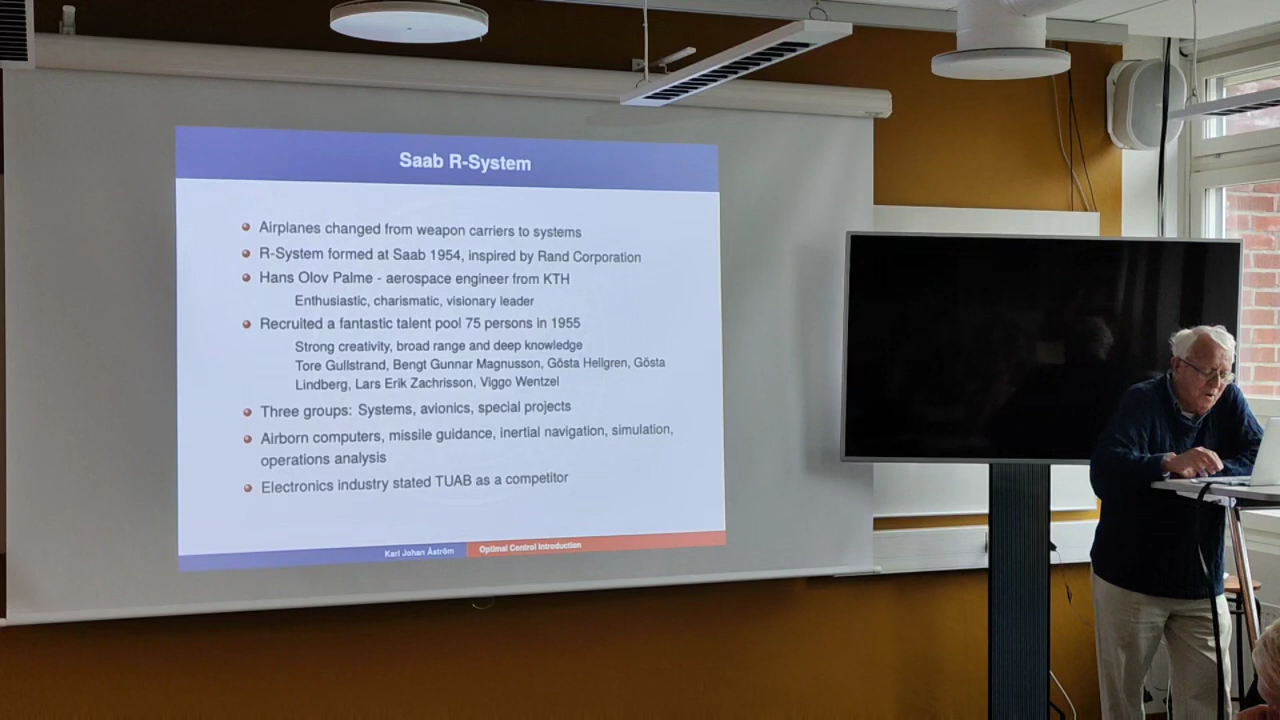 Saab R-System
Airplanes changed from weapon carriers to systems
R-System formed at Saab 1954, inspired by Rand Corporation
Hans Olov Palme - aerospace engineer from KTH
Enthusiastic, charismatic, visionary leader
Recruited a fantastic talent pool 75 persons in 1955
Strong creativity, broad range and deep knowledge
Tore Gullstrand, Bengt Gunnar Magnusson, Gösta Hellgren, Gösta
Lindberg, Lars Erik Zachrisson, Viggo Wentzel
Three groups: Systems, avionics, special projects
Airborn computers, missile guidance, inertial navigation, simulation,
operations analysis
Electronics industry stated TUAB as a competitor
Karl Johan Åström Optimal Control Introduction